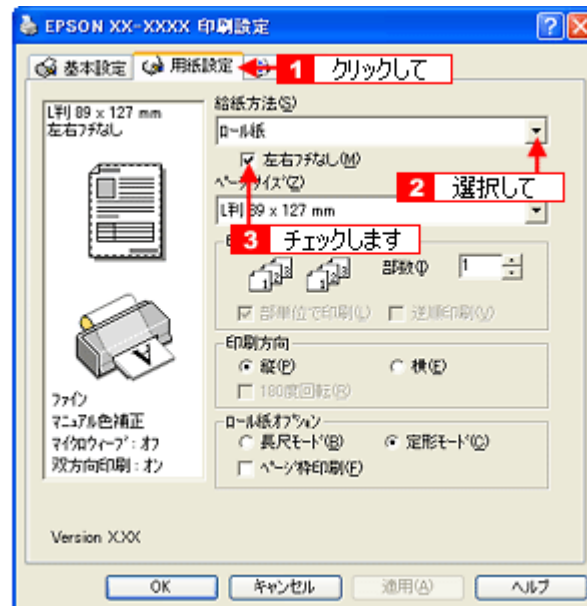 EPSON XX-XXXX 印刷設定
基本設定
用紙設定
1 クリックして
L判 89 x 127 mm
左右フチなし
給紙方法(S)
ロール紙
左右フチなし(M)
2 選択して
ページサイズ(Z)
L判 89 x 127 mm
3 チェックします
部数(I)
1
部単位で印刷(L)
逆順印刷(V)
印刷方向
縦(P)
横(E)
180度回転(R)
ファイン
マニュアル色補正
マイクロウィーブ：オフ
双方向印刷：オン
ロール紙オプション
長尺モード(B)
定形モード(C)
ページ枠印刷(F)
Version X.XX
OK
キャンセル
適用(A)
ヘルプ